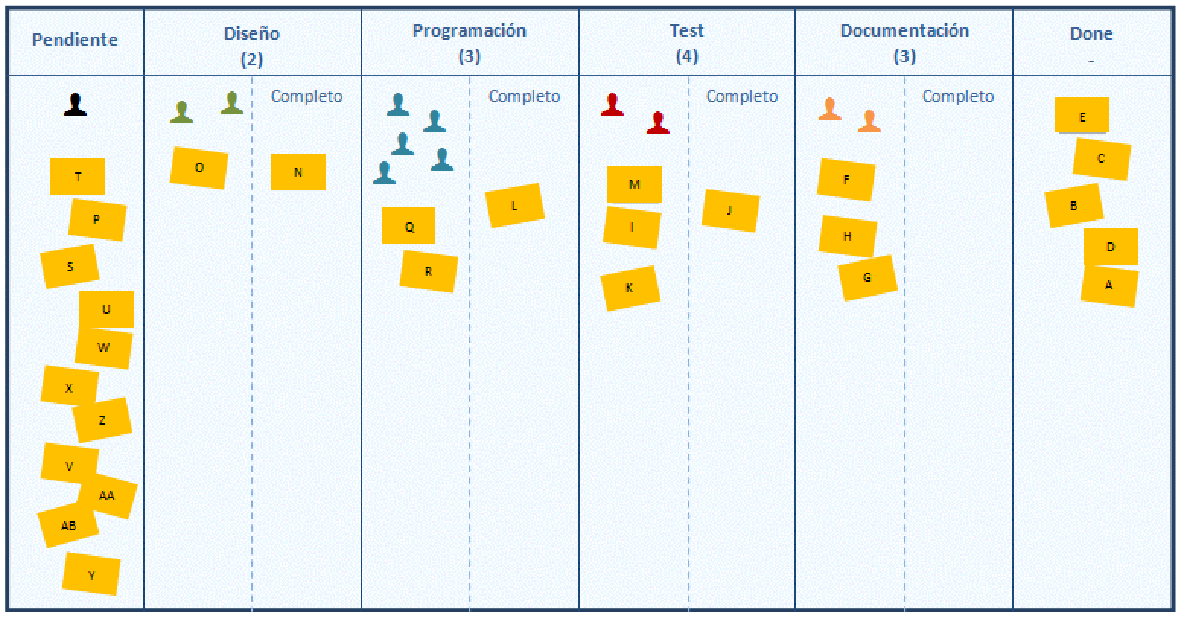 Pendiente
Diseño
(2)
Programación
(3)
Test
(4)
Documentación
(3)
Done
-
Completo
Completo
Completo
Completo
T
P
S
U
W
X
Z
V
AA
AB
Y
O
N
Q
R
L
M
I
K
J
F
H
G
E
C
B
D
A